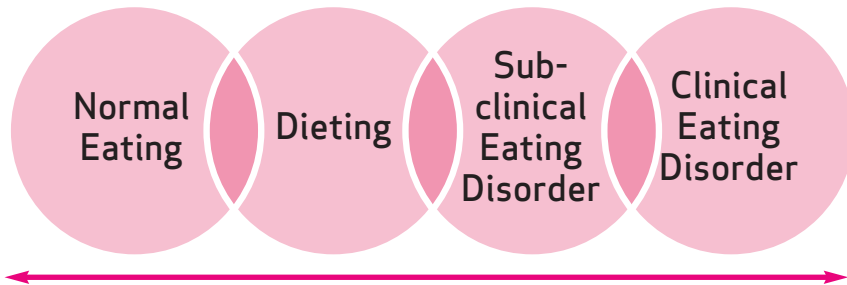 Normal
Eating
Dieting
Sub-
clinical
Eating
Disorder
Clinical
Eating
Disorder